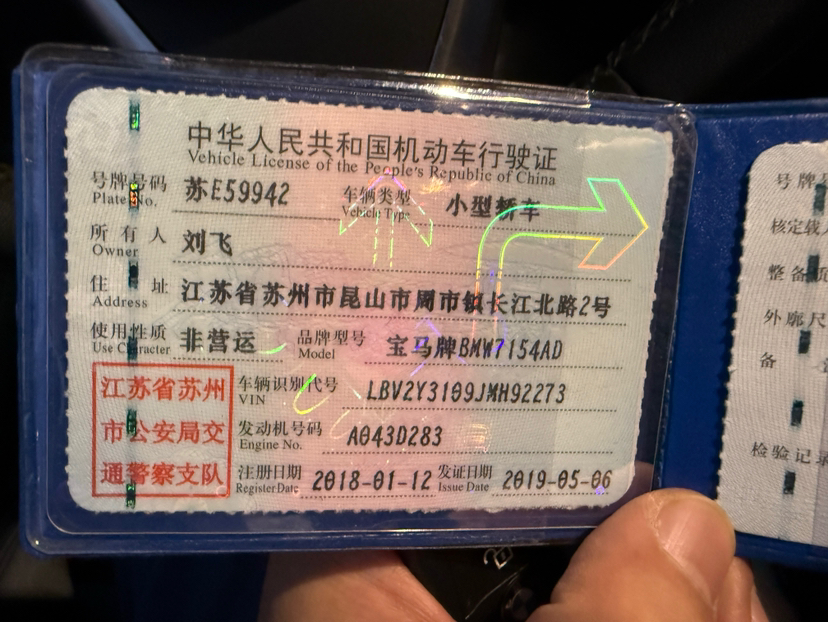 中华人民共和国机动车行驶证
Vehicle License of the People's Republic of China
号牌号码 苏E59942 车辆类型 小型轿车
Plate No. Vehicle Type
所有人 刘飞
Owner
住址 江苏省苏州市昆山市周市镇长江北路2号
Address
使用性质 非营运 品牌型号 宝马牌BMW7154AD
Use Character Model
江苏省苏州
市公安局交
通警察支队
车辆识别代号 LBV2Y3109JMH92273
VIN
发动机号码 A043D283
Engine No.
注册日期 2018-01-12 发证日期 2019-05-06
Register Date Issue Date
号牌号
核定载人
整备质
外廓尺
备
检验记录